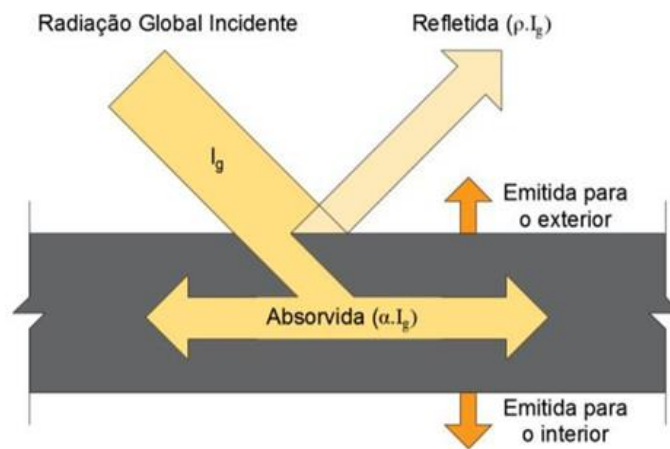 Radiação Global Incidente
Refletida (ρ.Ig)
Ig
Emitida para
o exterior
Absorvida (α.Ig)
Emitida para
o interior